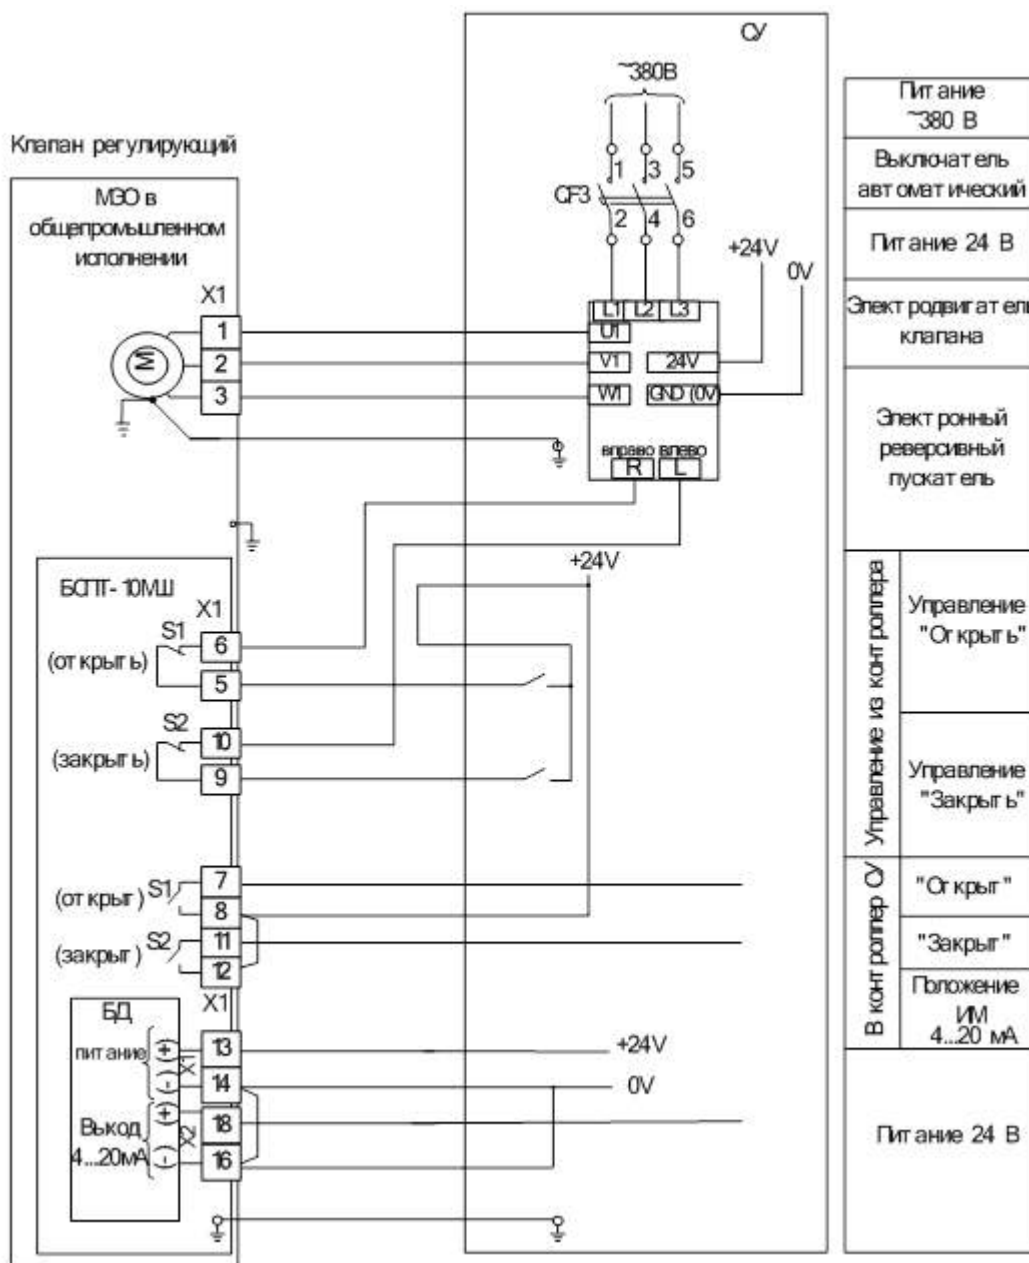 СУ
~380В
Клапан регулирующий
МЭО в
общепромышленном
исполнении
X1
1
2
3
М
1
3
5
QF3
2
4
6
+24V
0V
L1
L2
L3
U1
V1
24V
W1
GND (0V)
вправо
влево
R
L
+24V
БСПТ-10МШ
X1
S1
(открыть)
6
5
S2
(закрыть)
10
9
S1
(открыт)
7
8
S2
(закрыт)
11
12
X1
БД
питание
(+)
(-)
X1
13
14
+24V
0V
Выход
4...20мА
(+)
(-)
X2
18
16
Питание
~380 В
Выключатель
автоматический
Питание 24 В
Электродвигатель
клапана
Электронный
реверсивный
пускатель
Управление из контроллера
Управление
"Открыть"
Управление
"Закрыть"
В контроллер СУ
"Открыт"
"Закрыт"
Положение
ИМ
4...20 мА
Питание 24 В